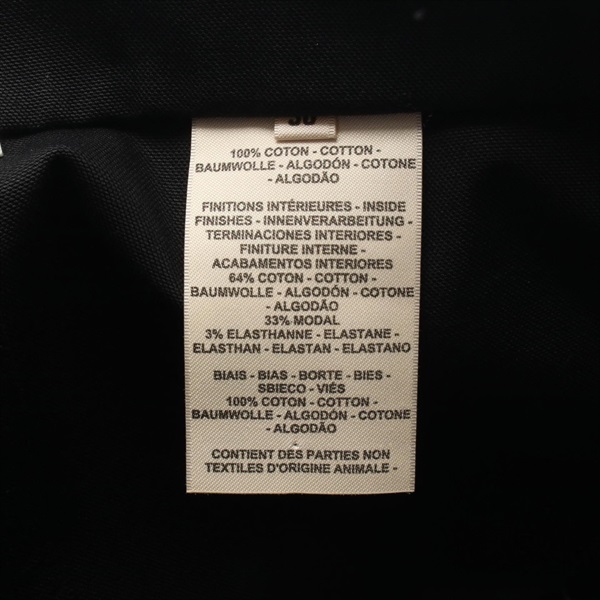 100% COTON - COTTON -
BAUMWOLLE - ALGODÓN - COTONE
- ALGODÃO
FINITIONS INTÉRIEURES - INSIDE
FINISHES - INNENVERARBEITUNG -
TERMINACIONES INTERIORES -
FINITURE INTERNE -
ACABAMENTOS INTERIORES
64% COTON - COTTON -
BAUMWOLLE - ALGODÓN - COTONE
- ALGODÃO
33% MODAL
3% ELASTHANNE - ELASTANE -
ELASTHAN - ELASTAN - ELASTANO
BIAIS - BIAS - BORTE - BIES -
SBIECO - VIÉS
100% COTON - COTTON -
BAUMWOLLE - ALGODÓN - COTONE
- ALGODÃO
CONTIENT DES PARTIES NON
TEXTILES D'ORIGINE ANIMALE -